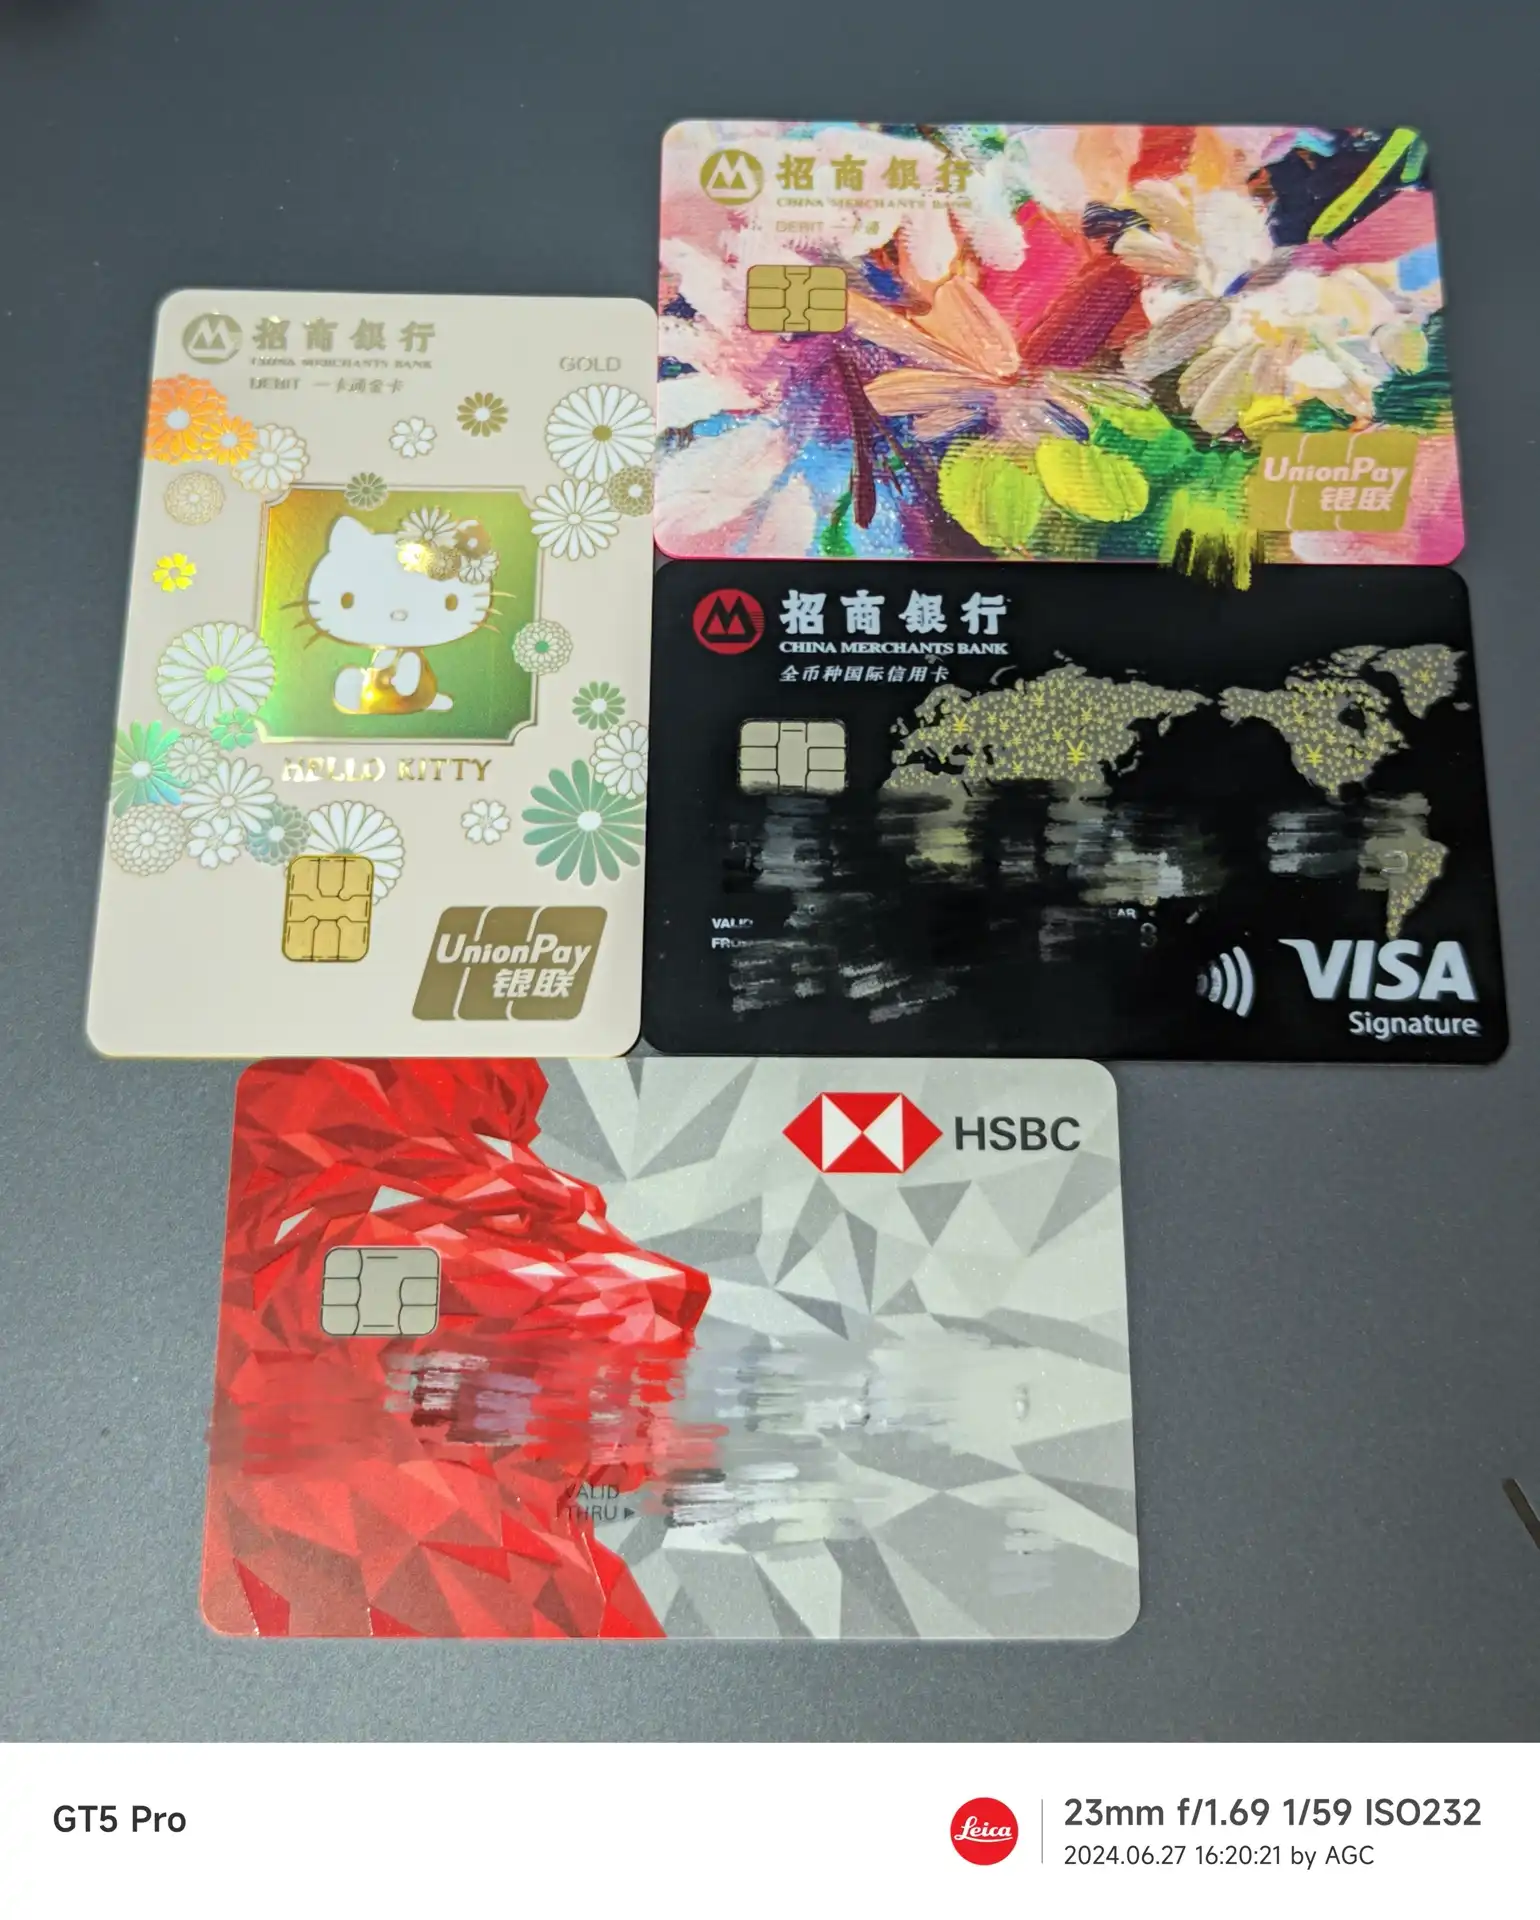 招商银行
CHINA MERCHANTS BANK
DEBIT 一卡通
UnionPay
银联
招商银行
CHINA MERCHANTS BANK
DEBIT 一卡通金卡
GOLD
HELLO KITTY
UnionPay
银联
招商银行
CHINA MERCHANTS BANK
全币种国际信用卡
VALID
VISA
Signature
HSBC
VALID
THRU
GT5 Pro
Leica
23mm f/1.69 1/59 ISO232
2024.06.27 16:20:21 by AGC